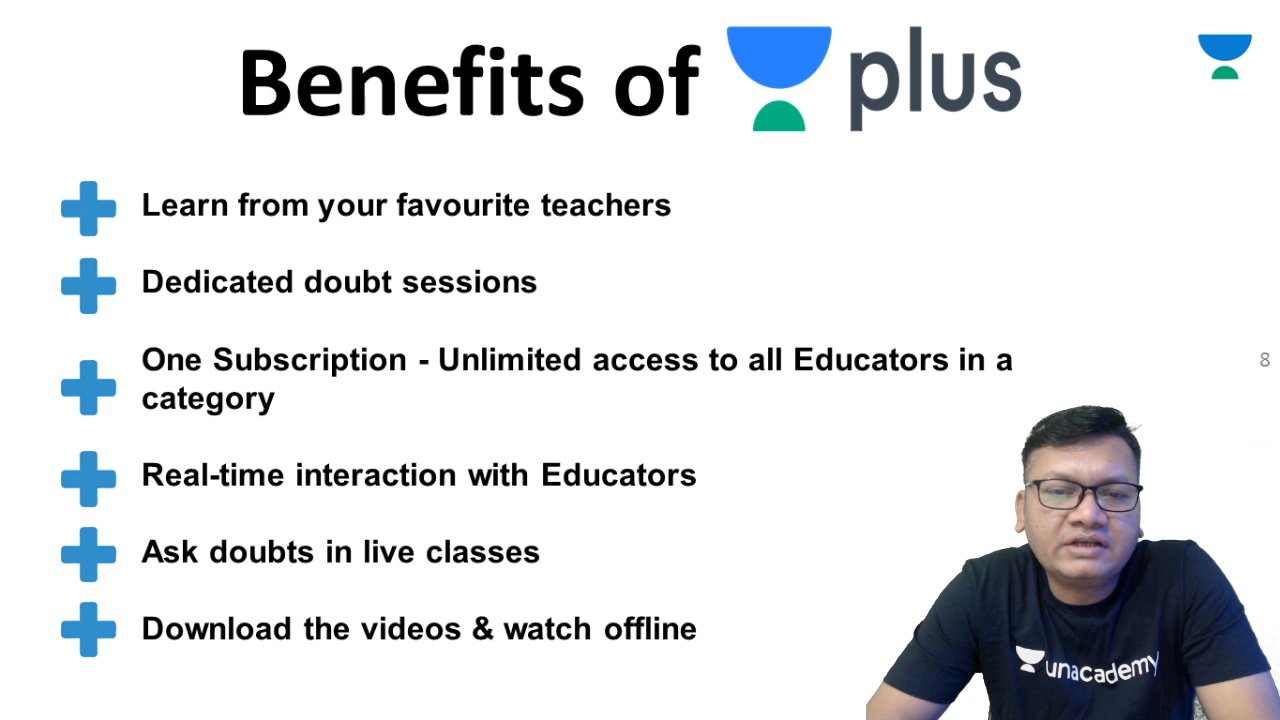 Benefits of plus
Learn from your favourite teachers
Dedicated doubt sessions
One Subscription - Unlimited access to all Educators in a
category
8
Real-time interaction with Educators
Ask doubts in live classes
Download the videos & watch offline
unacademy